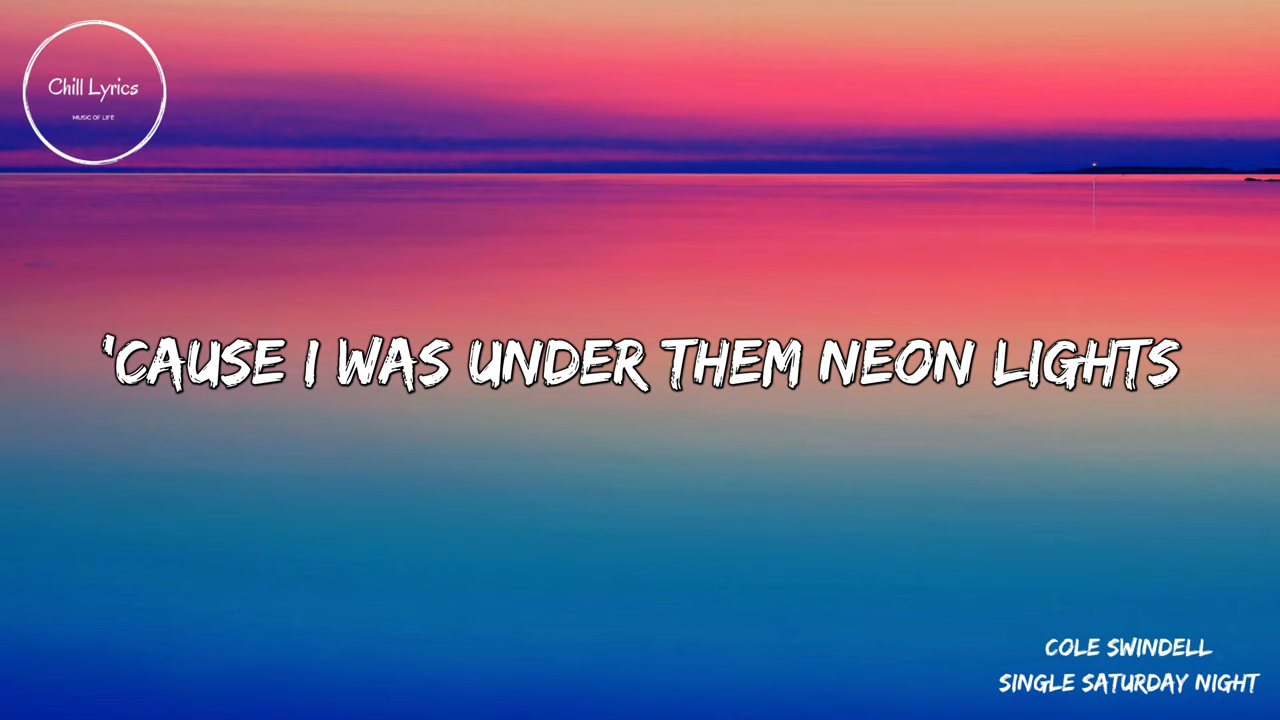 Chill Lyrics
MUSIC OF LIFE
'CAUSE I WAS UNDER THEM NEON LIGHTS
COLE SWINDELL
SINGLE SATURDAY NIGHT